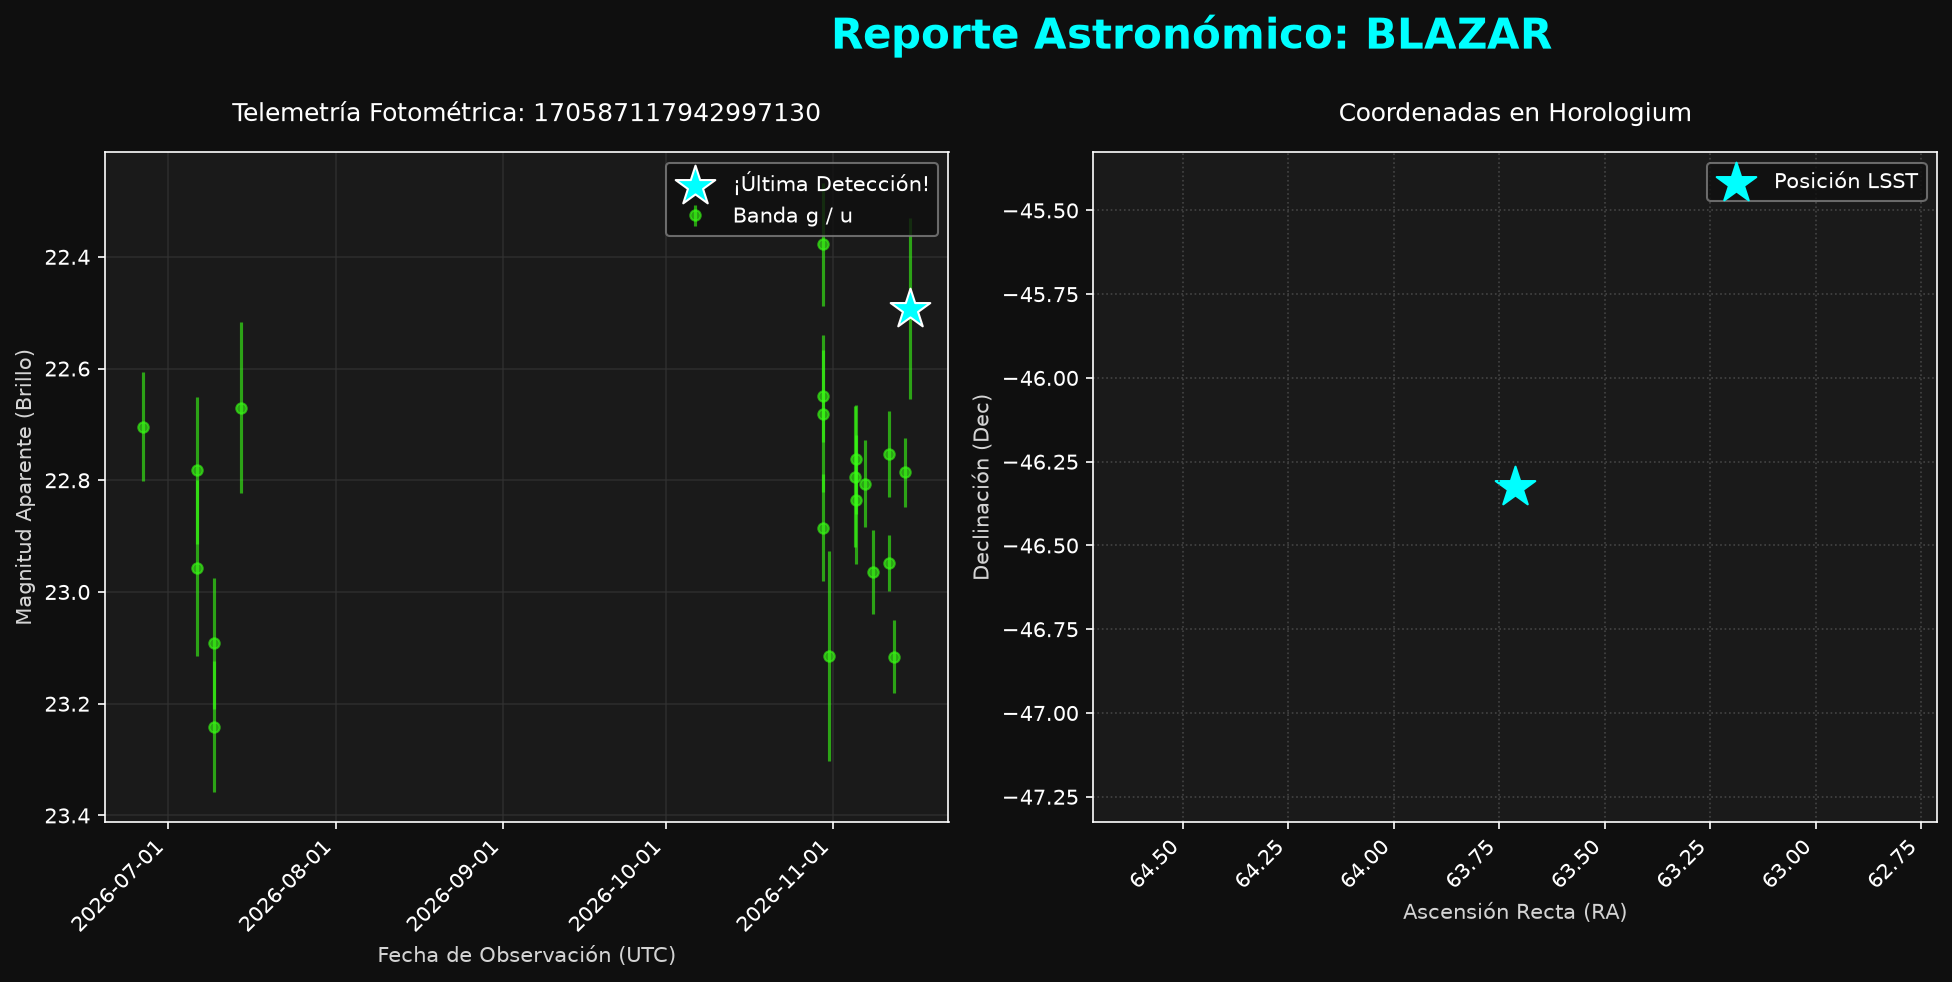 Reporte Astronómico: BLAZAR
Telemetría Fotométrica: 170587117942997130
¡Última Detección!
Banda g / u
Magnitud Aparente (Brillo)
22.4
22.6
22.8
23.0
23.2
23.4
2026-07-01
2026-08-01
2026-09-01
2026-10-01
2026-11-01
Fecha de Observación (UTC)
Coordenadas en Horologium
Posición LSST
Declinación (Dec)
−45.50
−45.75
−46.00
−46.25
−46.50
−46.75
−47.00
−47.25
64.50
64.25
64.00
63.75
63.50
63.25
63.00
62.75
Ascensión Recta (RA)